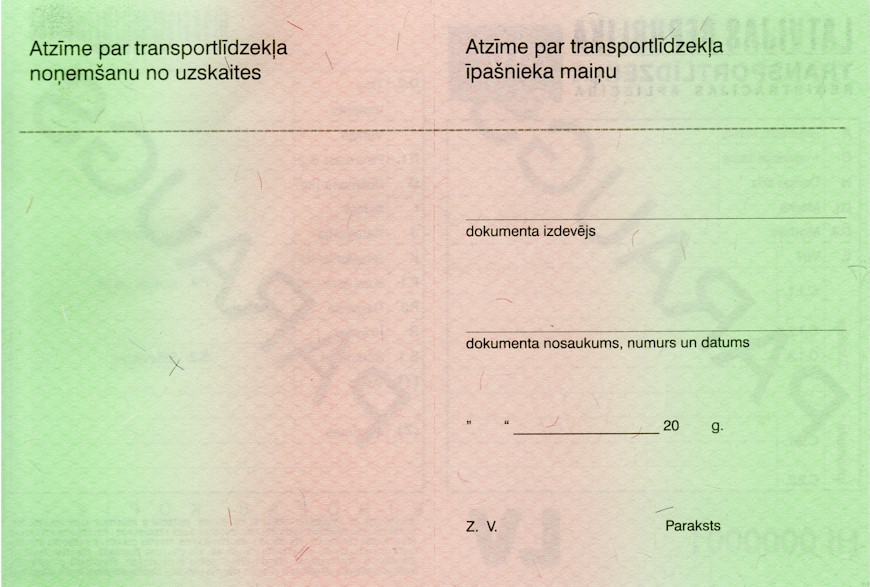 Atzīme par transportlīdzekļa
noņemšanu no uzskaites
Atzīme par transportlīdzekļa
īpašnieka maiņu
dokumenta izdevējs
dokumenta nosaukums, numurs un datums
” “ 20 g.
Z. V. Paraksts